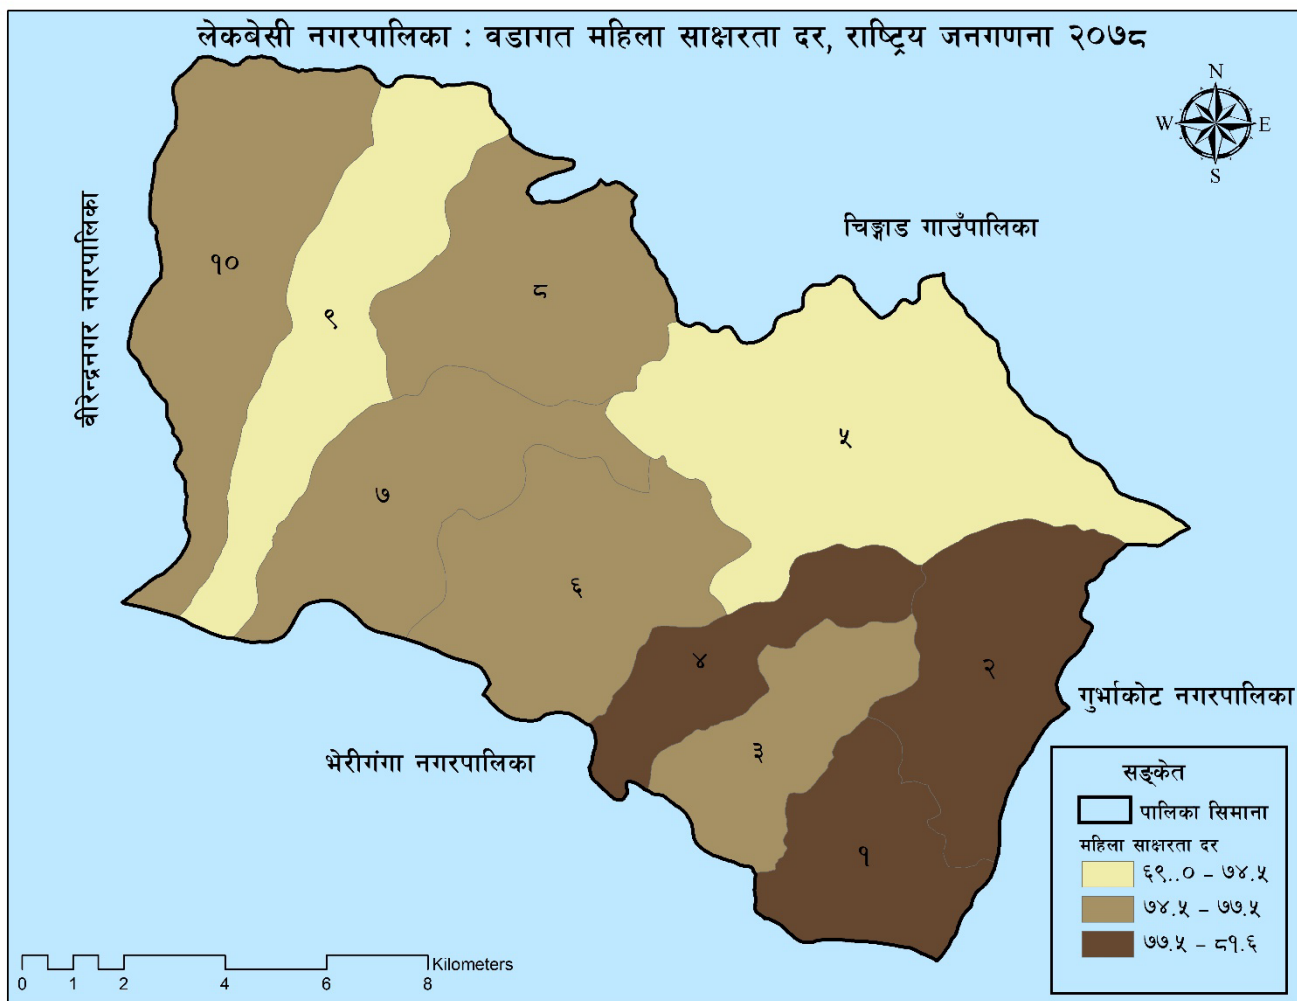 लेकबेसी नगरपालिका : वडागत महिला साक्षरता दर, राष्ट्रिय जनगणना २०७८
N
W E
S
बीरेन्द्रनगर नगरपालिका
चिङ्गाड गाउँपालिका
१०
९
८
५
७
६
४
३
२
१
गुर्भाकोट नगरपालिका
भेरीगंगा नगरपालिका
सङ्केत
पालिका सिमाना
महिला साक्षरता दर
६९..० – ७४.५
७४.५ – ७७.५
७७.५ – ८१.६
Kilometers
0 1 2 4 6 8